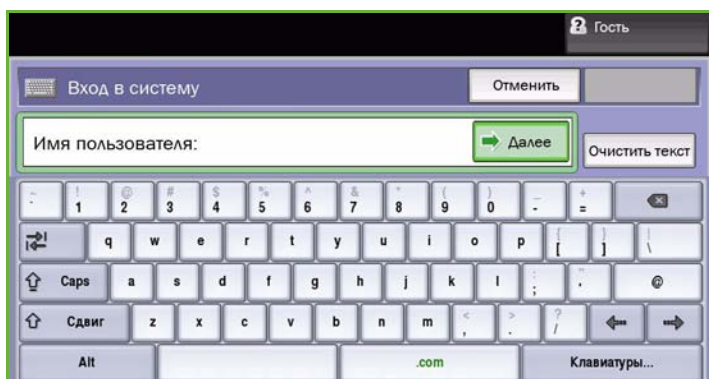 Гость
Вход в систему Отменить
Имя пользователя: Далее Очистить текст
~ ! @ # $ % ^ & * ( ) _ +
1 2 3 4 5 6 7 8 9 0 - =
q w e r t y u i o p { [ } ] | \
Caps a s d f g h j k l : ; " ' @
Сдвиг z x c v b n m < , > . ? /
Alt .com Клавиатуры...